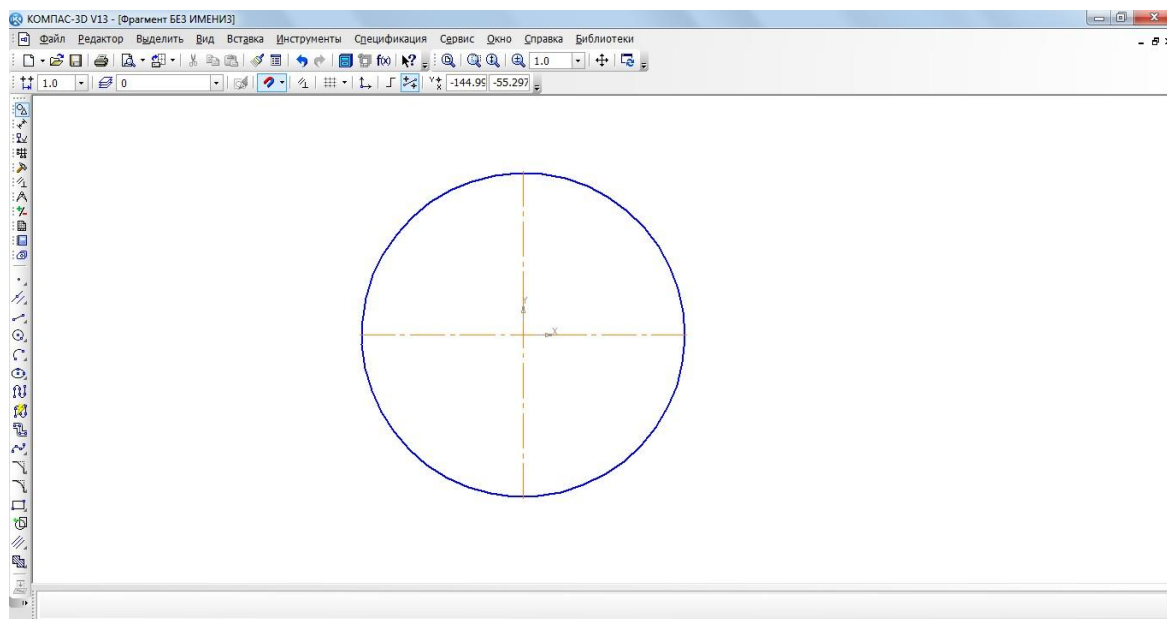 КОМПАС-3D V13 - [Фрагмент БЕЗ ИМЕНИ3]
Файл Редактор Выделить Вид Вставка Инструменты Спецификация Сервис Окно Справка Библиотеки
f(x) 1.0
1.0 0 -144.99 -55.297
Y
X